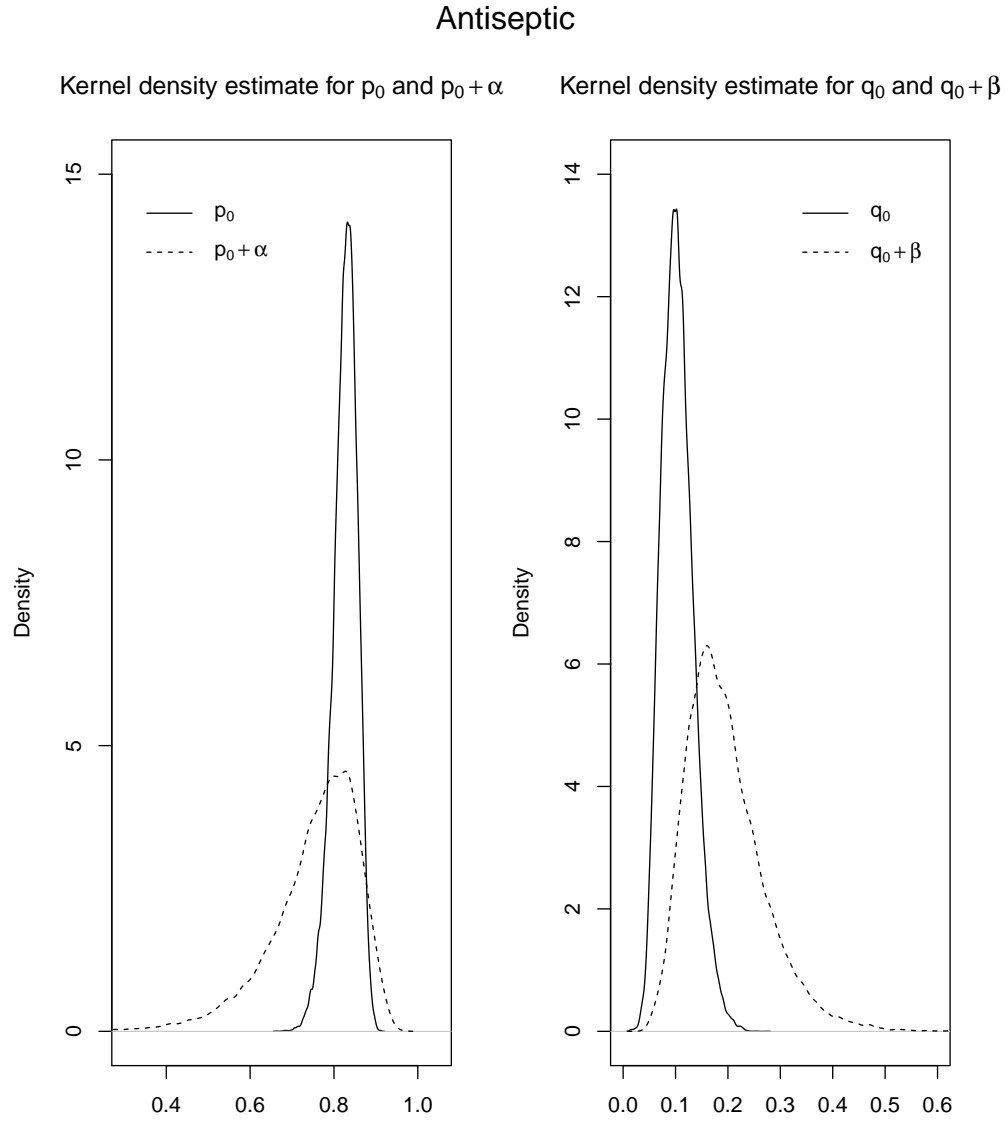 Antiseptic
Kernel density estimate for p₀ and p₀+α
Kernel density estimate for q₀ and q₀+β
Density
0
5
10
15
0.4
0.6
0.8
1.0
p₀
p₀+α
Density
0
2
4
6
8
10
12
14
0.0
0.1
0.2
0.3
0.4
0.5
0.6
q₀
q₀+β